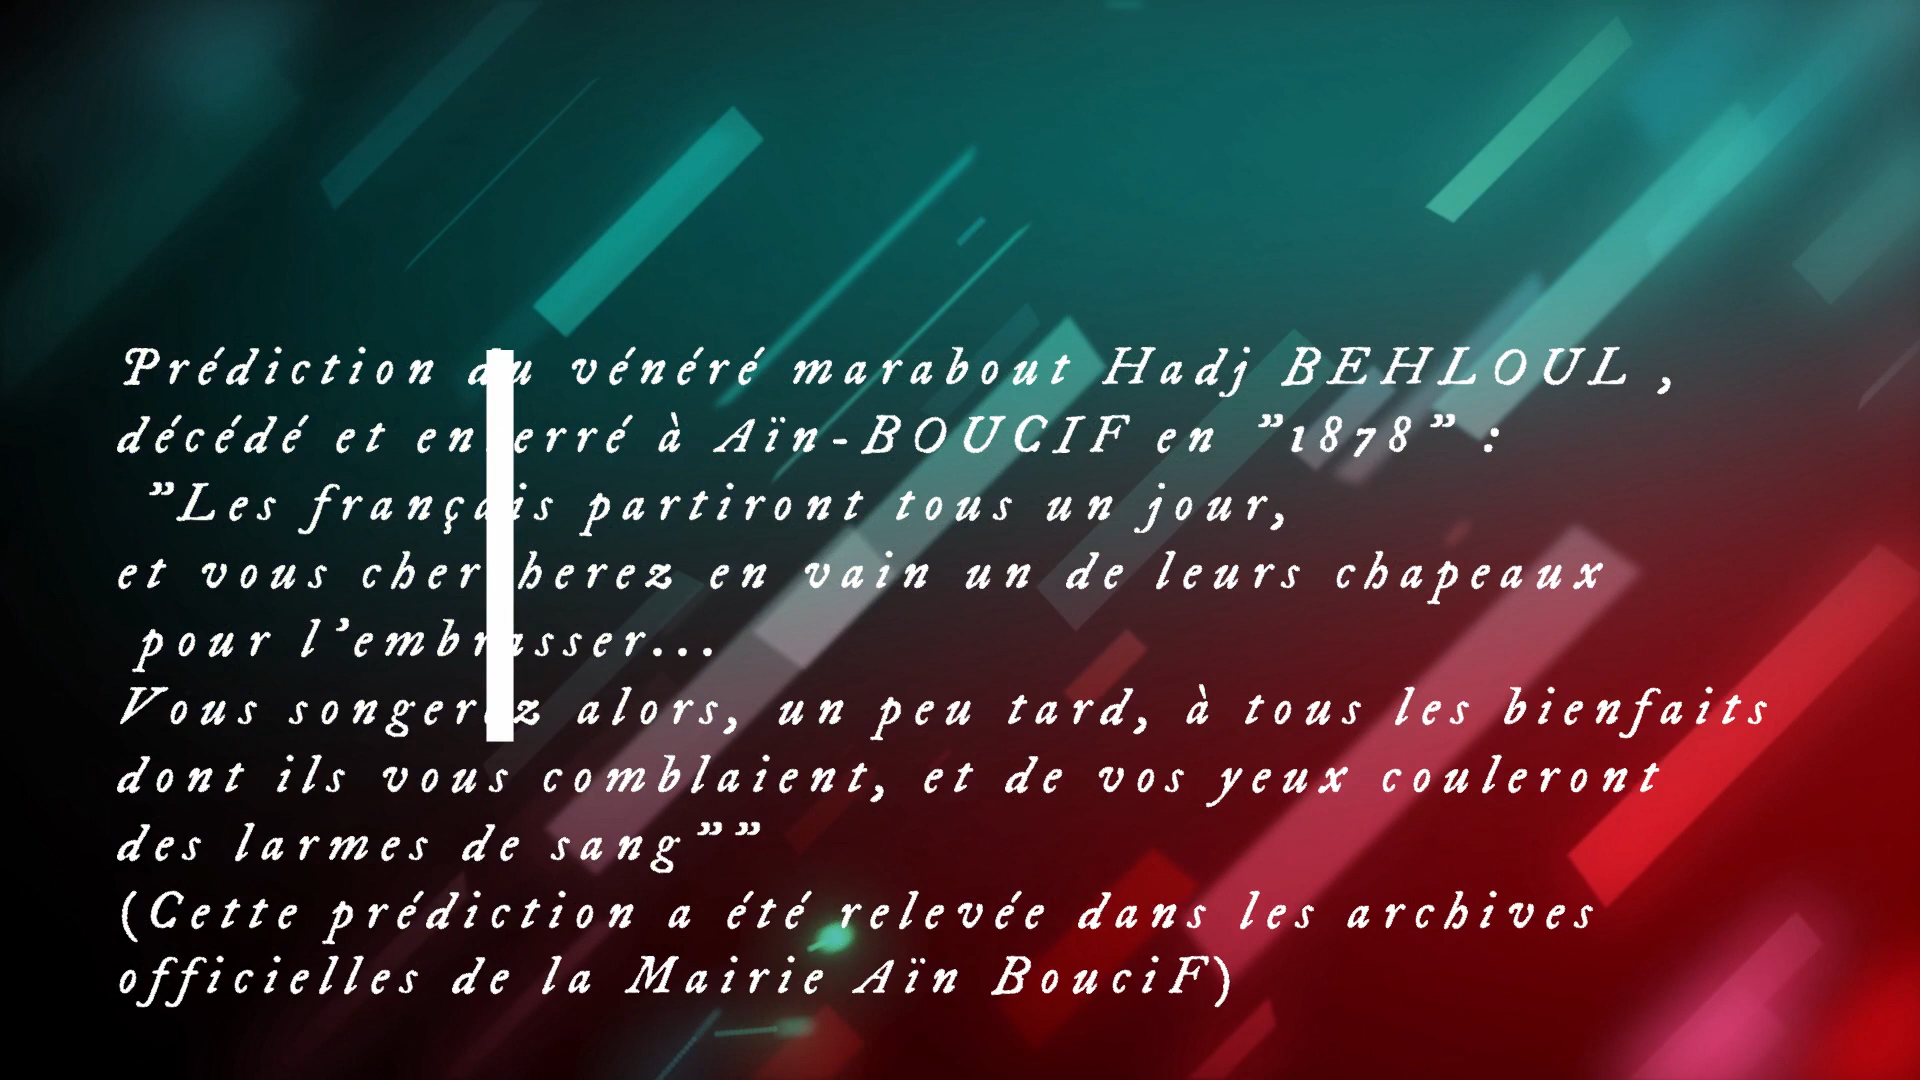 Prédiction du vénéré marabout Hadj BEHLOUL ,
décédé et enterré à Aïn-BOUCIF en "1878" :
"Les français partiront tous un jour,
et vous chercherez en vain un de leurs chapeaux
pour l'embrasser...
Vous songerez alors, un peu tard, à tous les bienfaits
dont ils vous comblaient, et de vos yeux couleront
des larmes de sang""
(Cette prédiction a été relevée dans les archives
officielles de la Mairie Aïn BouciF)